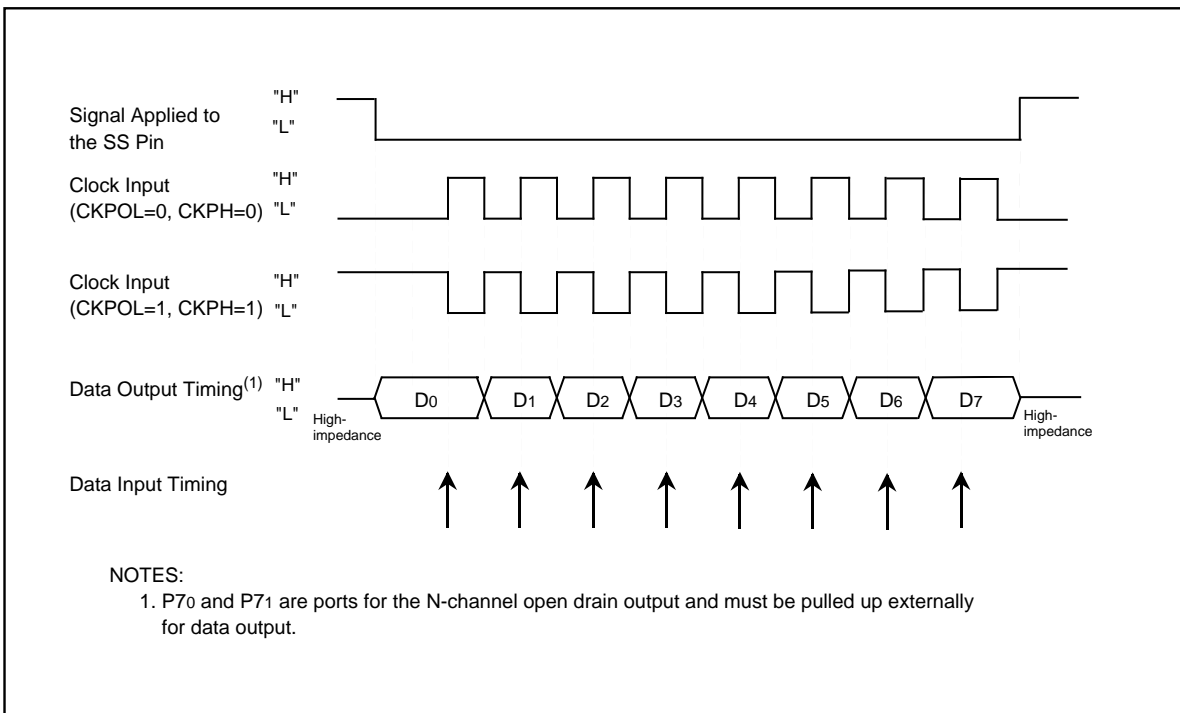 Signal Applied to
the SS Pin
"H"
"L"
Clock Input
(CKPOL=0, CKPH=0)
"H"
"L"
Clock Input
(CKPOL=1, CKPH=1)
"H"
"L"
Data Output Timing(1)
"H"
"L"
High-
impedance
D0
D1
D2
D3
D4
D5
D6
D7
High-
impedance
Data Input Timing
NOTES:
1. P70 and P71 are ports for the N-channel open drain output and must be pulled up externally
for data output.